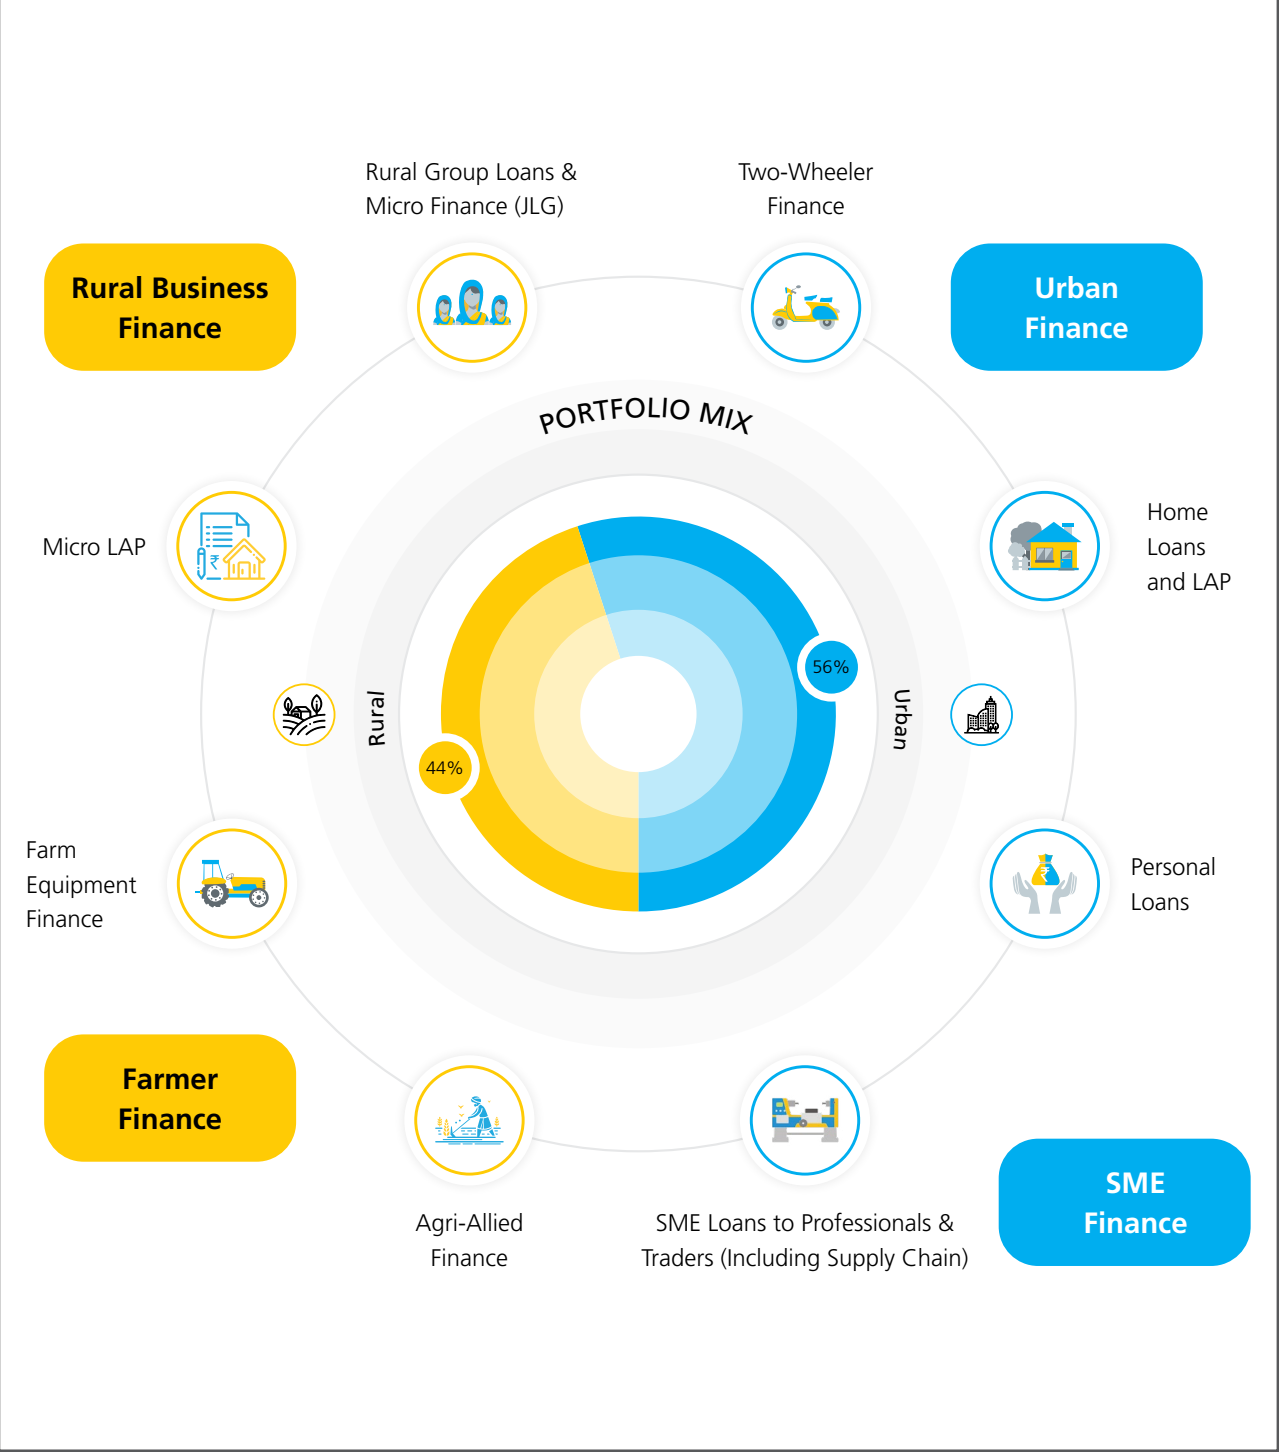 Rural Group Loans &
Micro Finance (JLG)
Two-Wheeler
Finance
Rural Business
Finance
Urban
Finance
PORTFOLIO MIX
Micro LAP
₹
Home
Loans
and LAP
56%
Rural
Urban
44%
Farm
Equipment
Finance
₹
Personal
Loans
Farmer
Finance
SME
Finance
Agri-Allied
Finance
SME Loans to Professionals &
Traders (Including Supply Chain)